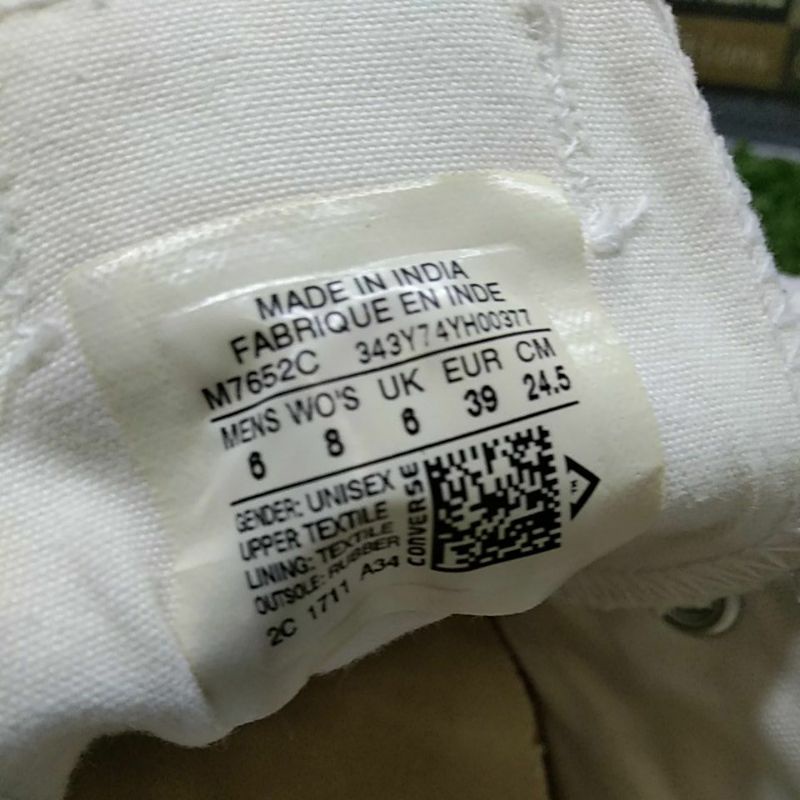 MADE IN INDIA
FABRIQUE EN INDE
M7652C 343Y74YH00377
MENS WO'S UK EUR CM
6 8 6 39 24.5
GENDER: UNISEX
UPPER TEXTILE
LINING: TEXTILE
OUTSOLE: RUBBER
2C 1711 A34
CONVERSE
TM